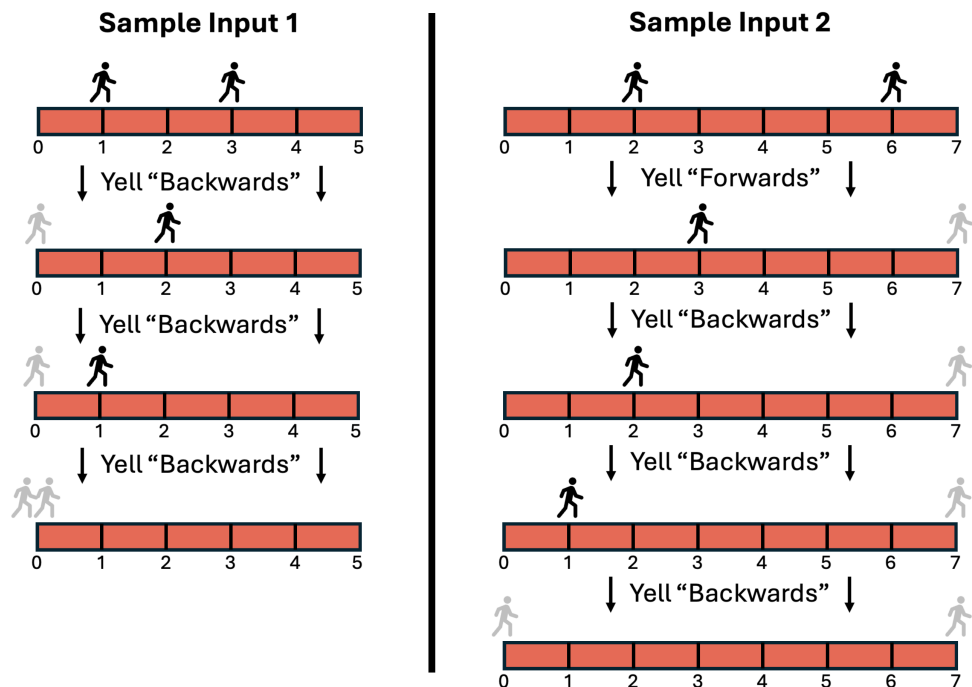 Sample Input 1
0 1 2 3 4 5
Yell “Backwards”
0 1 2 3 4 5
Yell “Backwards”
0 1 2 3 4 5
Yell “Backwards”
0 1 2 3 4 5
Sample Input 2
0 1 2 3 4 5 6 7
Yell “Forwards”
0 1 2 3 4 5 6 7
Yell “Backwards”
0 1 2 3 4 5 6 7
Yell “Backwards”
0 1 2 3 4 5 6 7
Yell “Backwards”
0 1 2 3 4 5 6 7